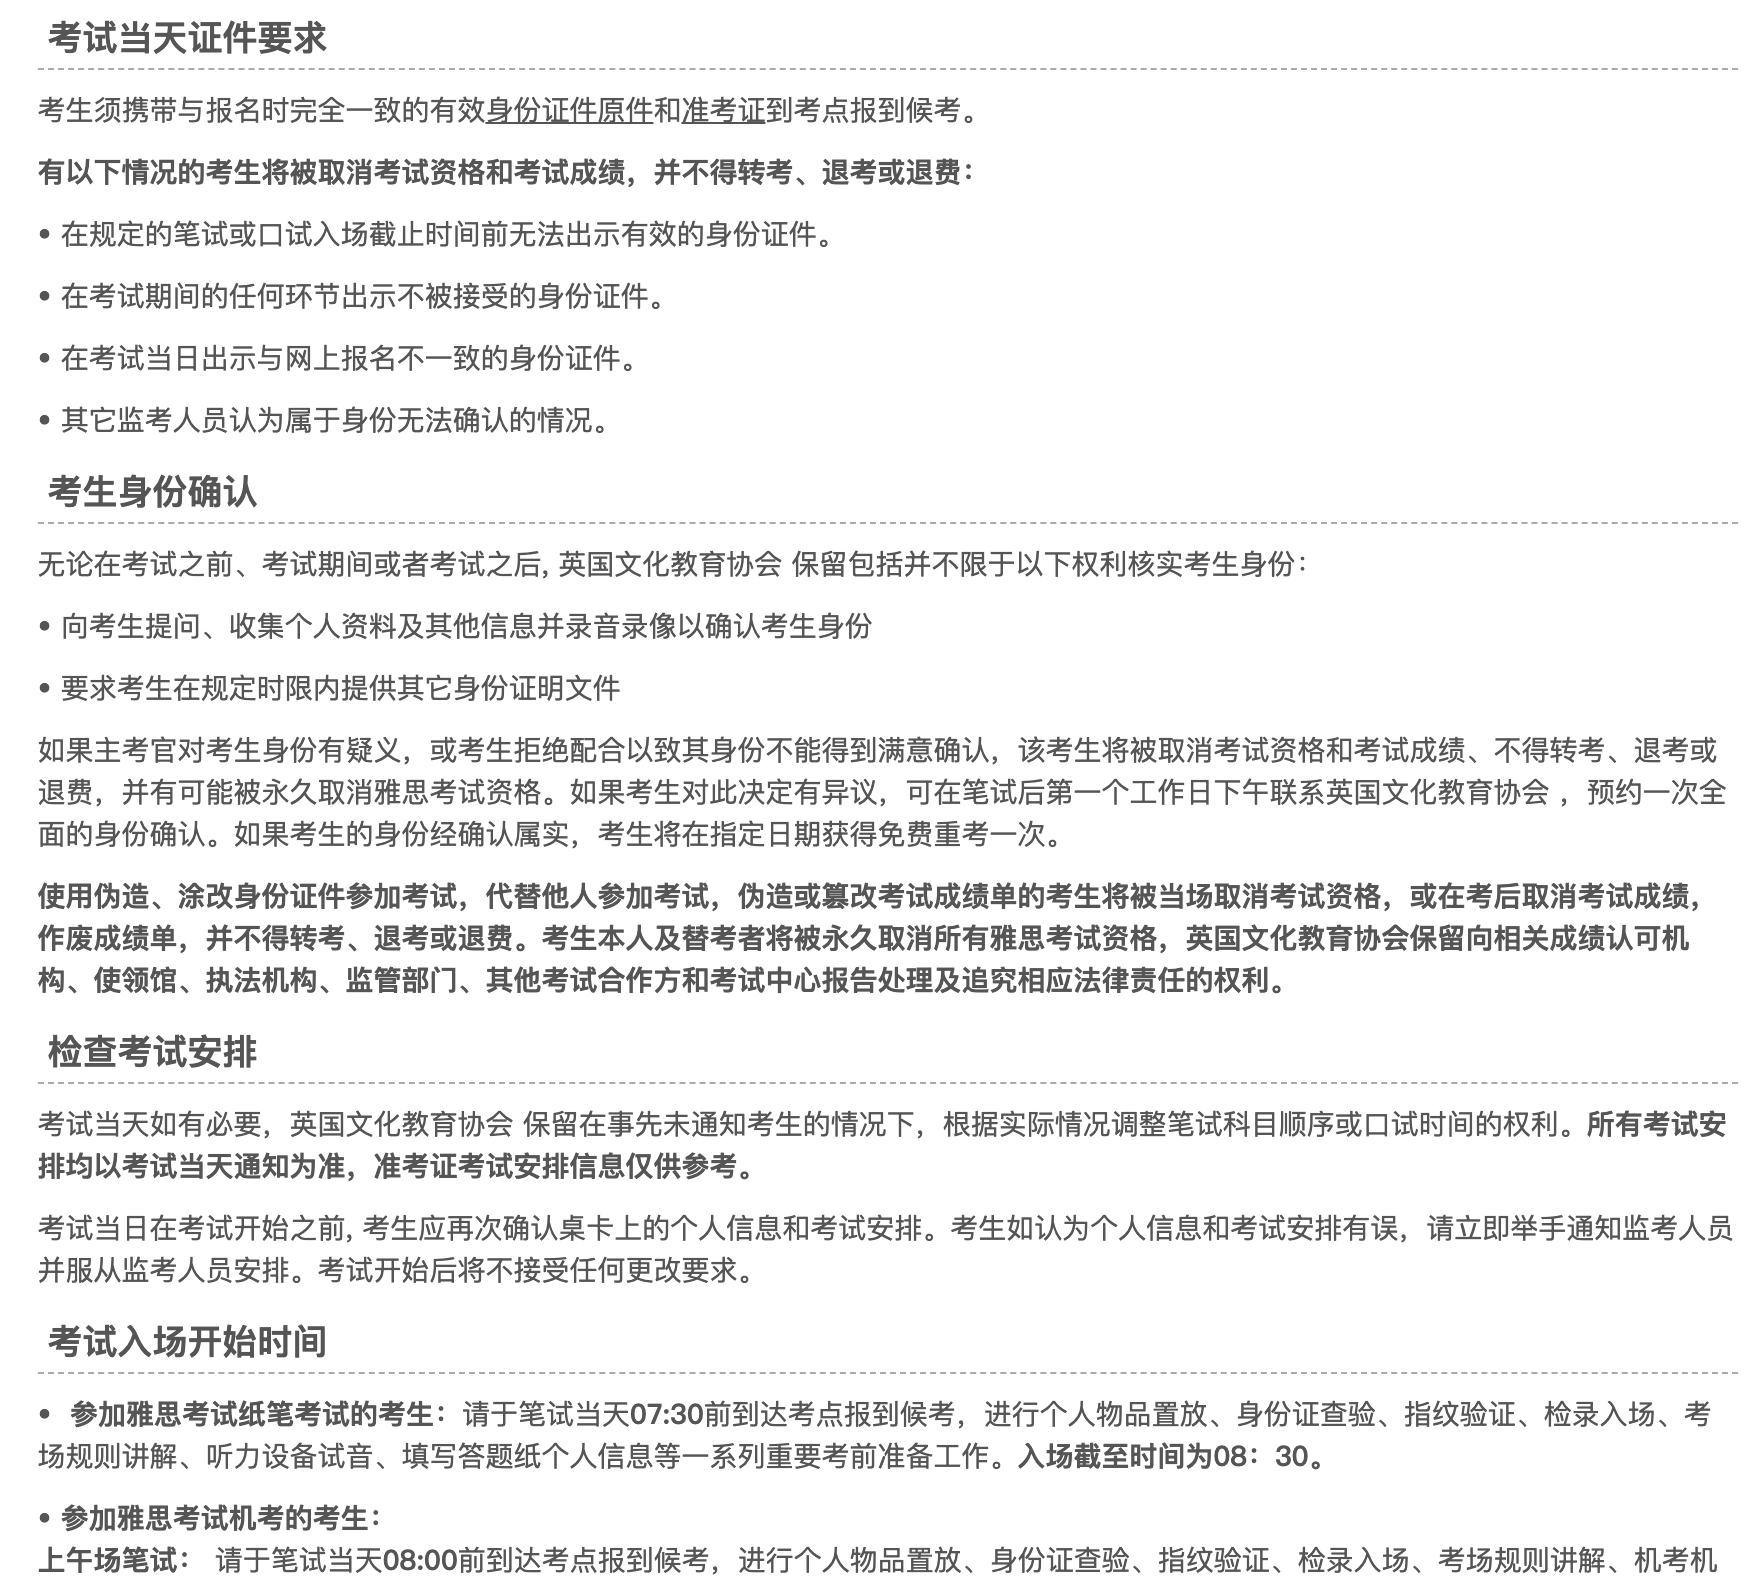 考试当天证件要求
考生须携带与报名时完全一致的有效身份证件原件和准考证到考点报到候考。
有以下情况的考生将被取消考试资格和考试成绩，并不得转考、退考或退费：
• 在规定的笔试或口试入场截止时间前无法出示有效的身份证件。
• 在考试期间的任何环节出示不被接受的身份证件。
• 在考试当日出示与网上报名不一致的身份证件。
• 其它监考人员认为属于身份无法确认的情况。
考生身份确认
无论在考试之前、考试期间或者考试之后, 英国文化教育协会 保留包括并不限于以下权利核实考生身份：
• 向考生提问、收集个人资料及其他信息并录音录像以确认考生身份
• 要求考生在规定时限内提供其它身份证明文件
如果主考官对考生身份有疑义，或考生拒绝配合以致其身份不能得到满意确认，该考生将被取消考试资格和考试成绩、不得转考、退考或
退费，并有可能被永久取消雅思考试资格。如果考生对此决定有异议，可在笔试后第一个工作日下午联系英国文化教育协会 ，预约一次全
面的身份确认。如果考生的身份经确认属实，考生将在指定日期获得免费重考一次。
使用伪造、涂改身份证件参加考试，代替他人参加考试，伪造或篡改考试成绩单的考生将被当场取消考试资格，或在考后取消考试成绩，
作废成绩单，并不得转考、退考或退费。考生本人及替考者将被永久取消所有雅思考试资格，英国文化教育协会保留向相关成绩认可机
构、使领馆、执法机构、监管部门、其他考试合作方和考试中心报告处理及追究相应法律责任的权利。
检查考试安排
考试当天如有必要，英国文化教育协会 保留在事先未通知考生的情况下，根据实际情况调整笔试科目顺序或口试时间的权利。所有考试安
排均以考试当天通知为准，准考证考试安排信息仅供参考。
考试当日在考试开始之前, 考生应再次确认桌卡上的个人信息和考试安排。考生如认为个人信息和考试安排有误，请立即举手通知监考人员
并服从监考人员安排。考试开始后将不接受任何更改要求。
考试入场开始时间
• 参加雅思考试纸笔考试的考生：请于笔试当天07:30前到达考点报到候考，进行个人物品置放、身份证查验、指纹验证、检录入场、考
场规则讲解、听力设备试音、填写答题纸个人信息等一系列重要考前准备工作。入场截至时间为08：30。
• 参加雅思考试机考的考生：
上午场笔试： 请于笔试当天08:00前到达考点报到候考，进行个人物品置放、身份证查验、指纹验证、检录入场、考场规则讲解、机考机